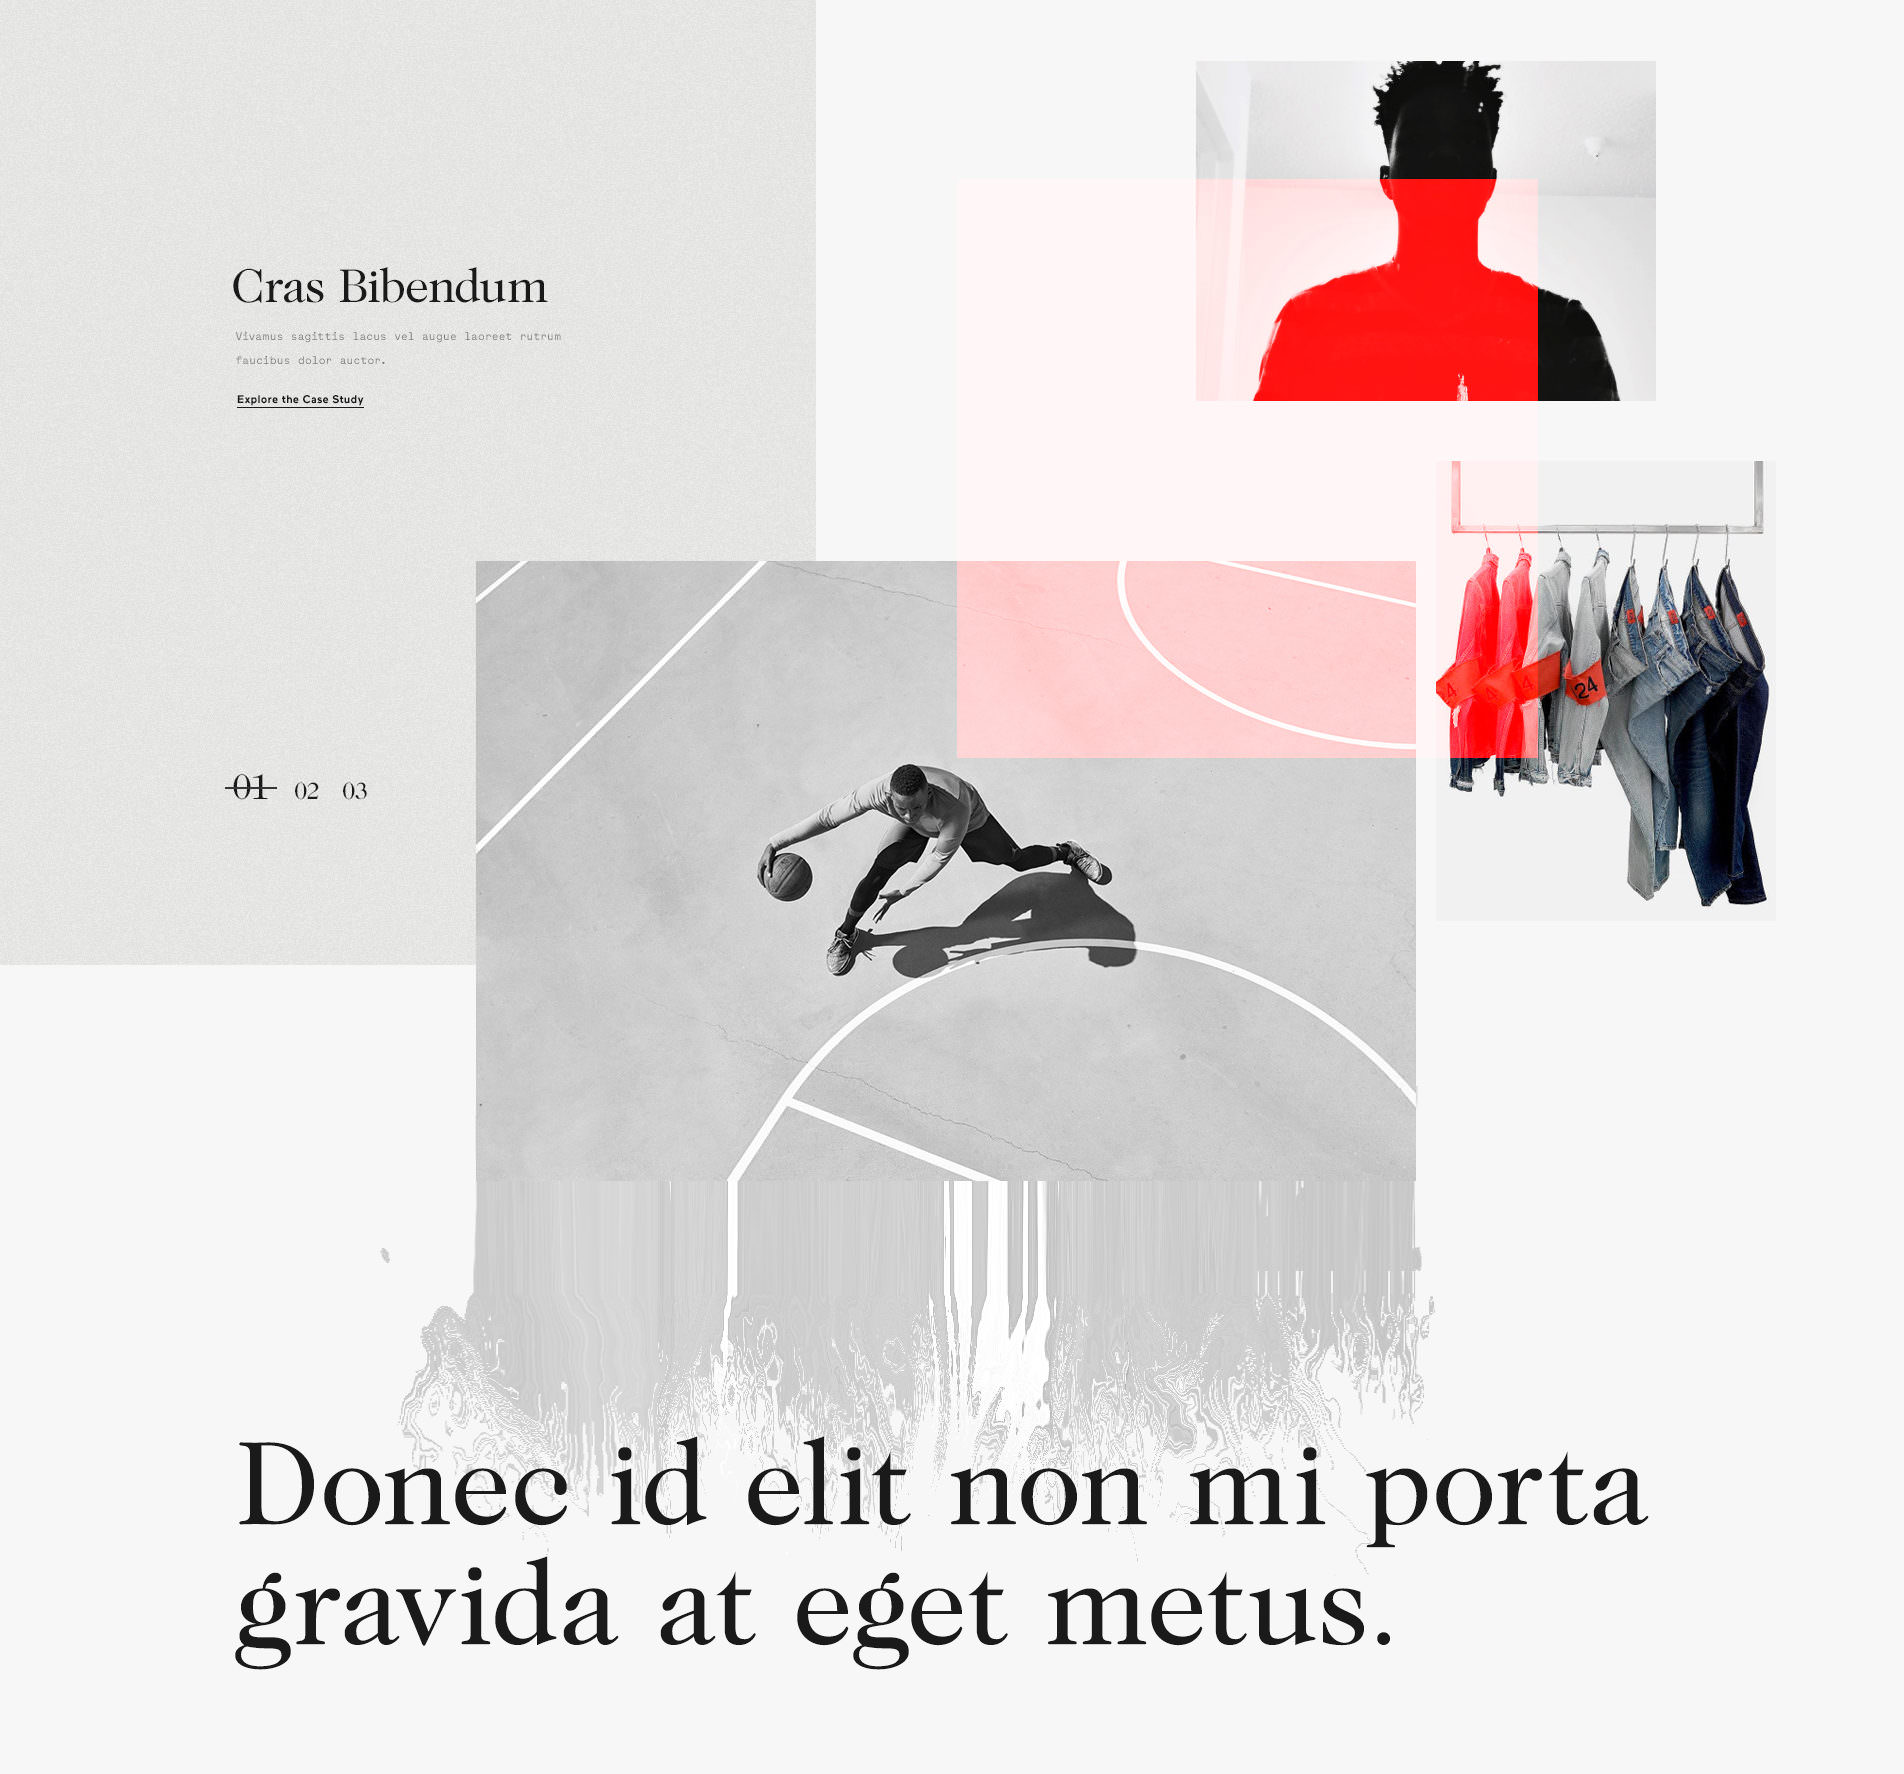 Cras Bibendum
Vivamus sagittis lacus vel augue laoreet rutrum
faucibus dolor auctor.
Explore the Case Study
24
01 02 03
Donec id elit non mi porta
gravida at eget metus.